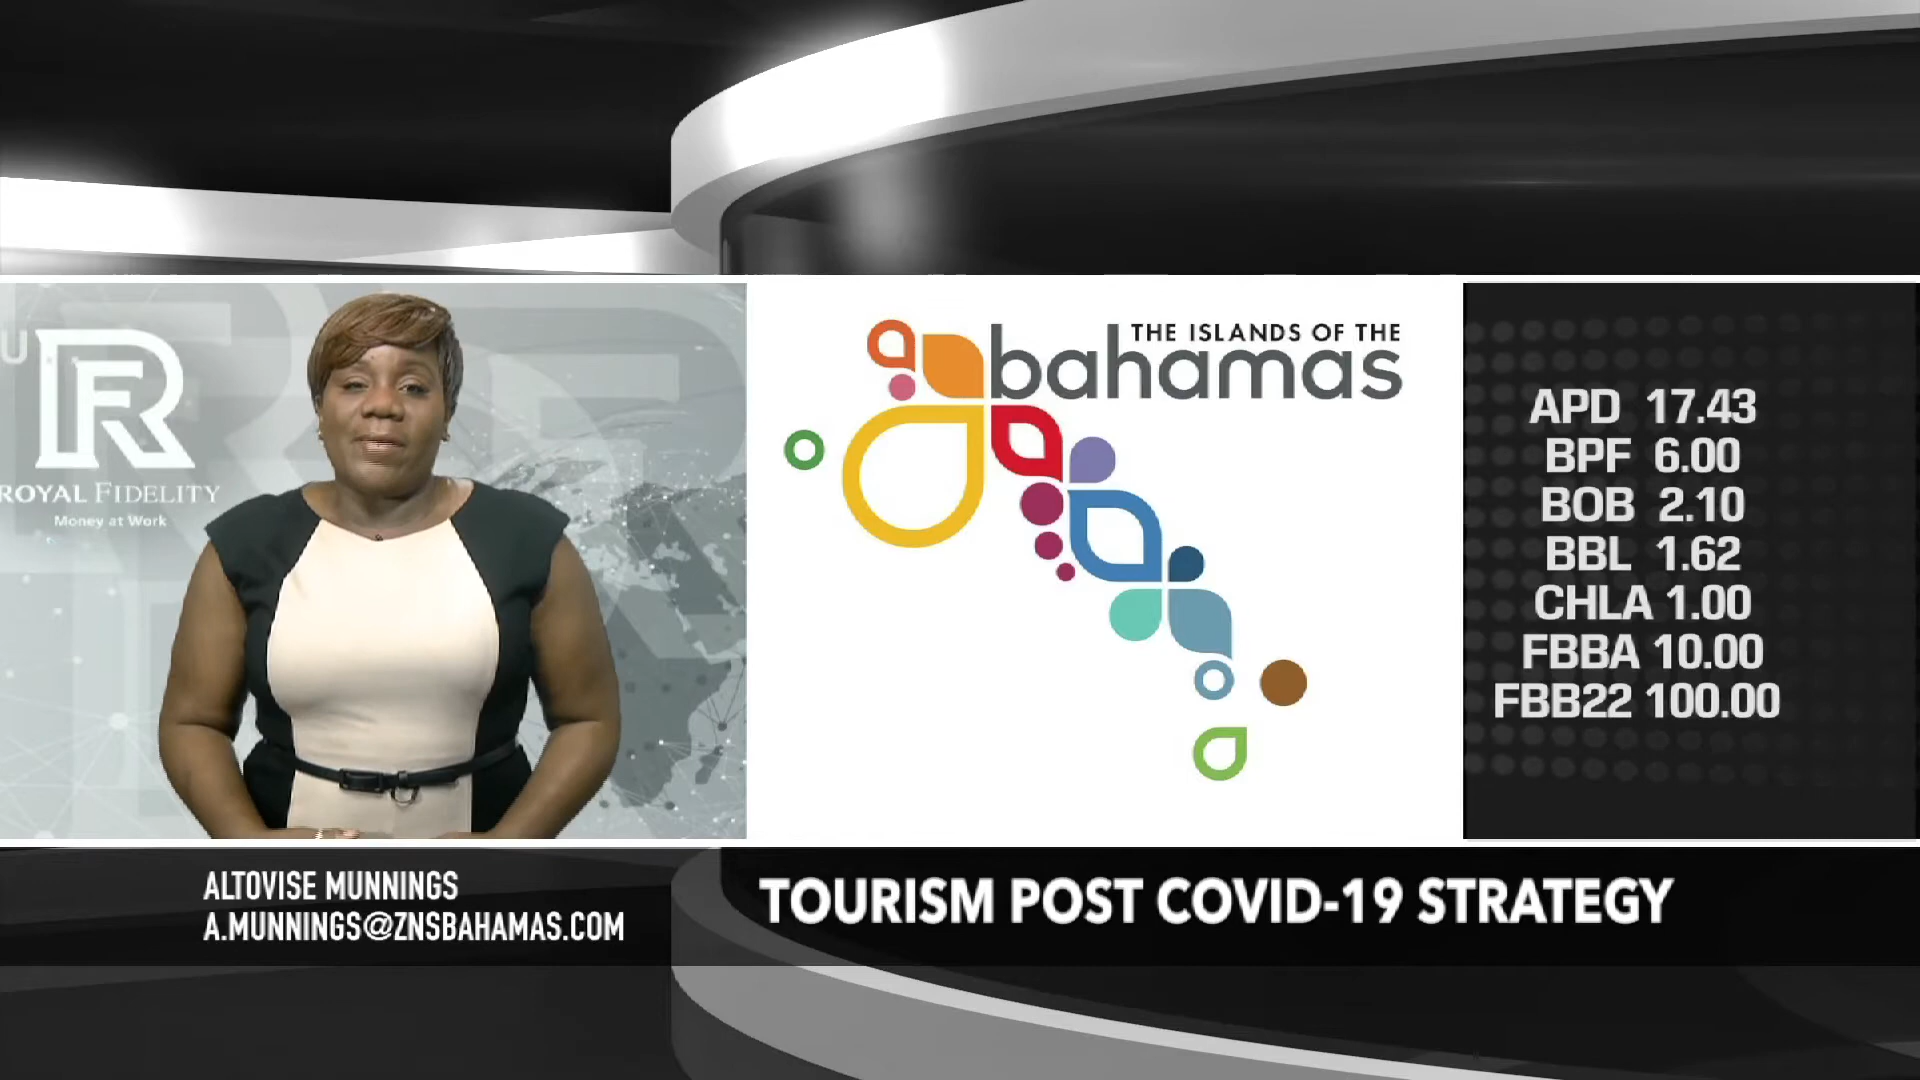 U
FR
ROYAL FIDELITY
Money at Work
THE ISLANDS OF THE
bahamas
APD 17.43
BPF 6.00
BOB 2.10
BBL 1.62
CHLA 1.00
FBBA 10.00
FBB22 100.00
ALTOVISE MUNNINGS
A.MUNNINGS@ZNSBAHAMAS.COM
TOURISM POST COVID-19 STRATEGY